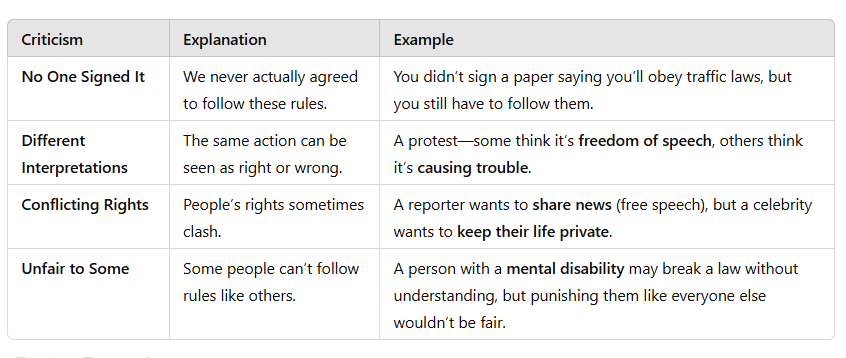 Criticism Explanation Example
No One Signed It We never actually agreed You didn’t sign a paper saying you’ll obey traffic laws, but
to follow these rules. you still have to follow them.
Different The same action can be A protest—some think it’s freedom of speech, others think
Interpretations seen as right or wrong. it’s causing trouble.
Conflicting Rights People’s rights sometimes A reporter wants to share news (free speech), but a celebrity
clash. wants to keep their life private.
Unfair to Some Some people can’t follow A person with a mental disability may break a law without
rules like others. understanding, but punishing them like everyone else
wouldn’t be fair.